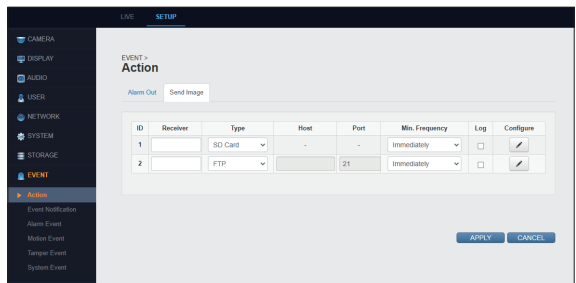 LIVE SETUP
CAMERA
DISPLAY
AUDIO
USER
NETWORK
SYSTEM
STORAGE
EVENT
Action
Event Notification
Alarm Event
Motion Event
Tamper Event
System Event
EVENT >
Action
Alarm Out Send Image
ID Receiver Type Host Port Min. Frequency Log Configure
1 SD Card - - Immediately
2 FTP 21 Immediately
APPLY CANCEL